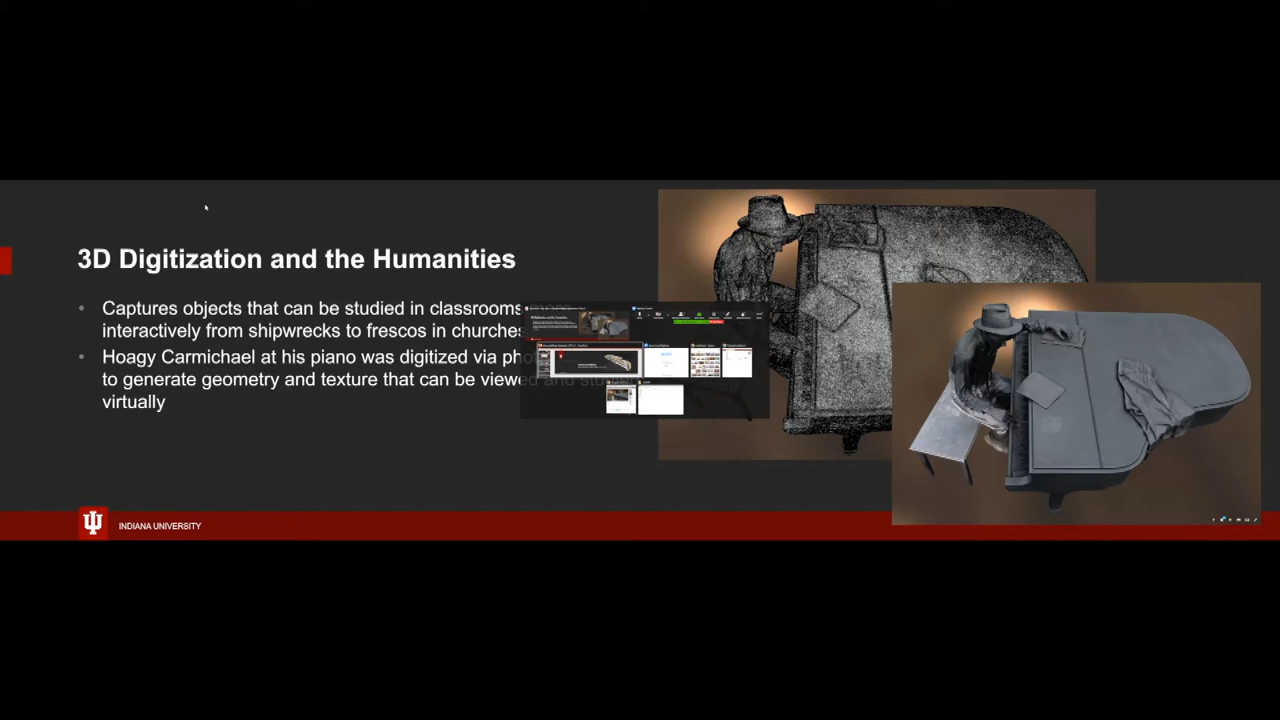 3D Digitization and the Humanities
Captures objects that can be studied in classrooms more
interactively from shipwrecks to frescos in churches
Hoagy Carmichael at his piano was digitized via
to generate geometry and texture that can be viewed and
virtually
INDIANA UNIVERSITY